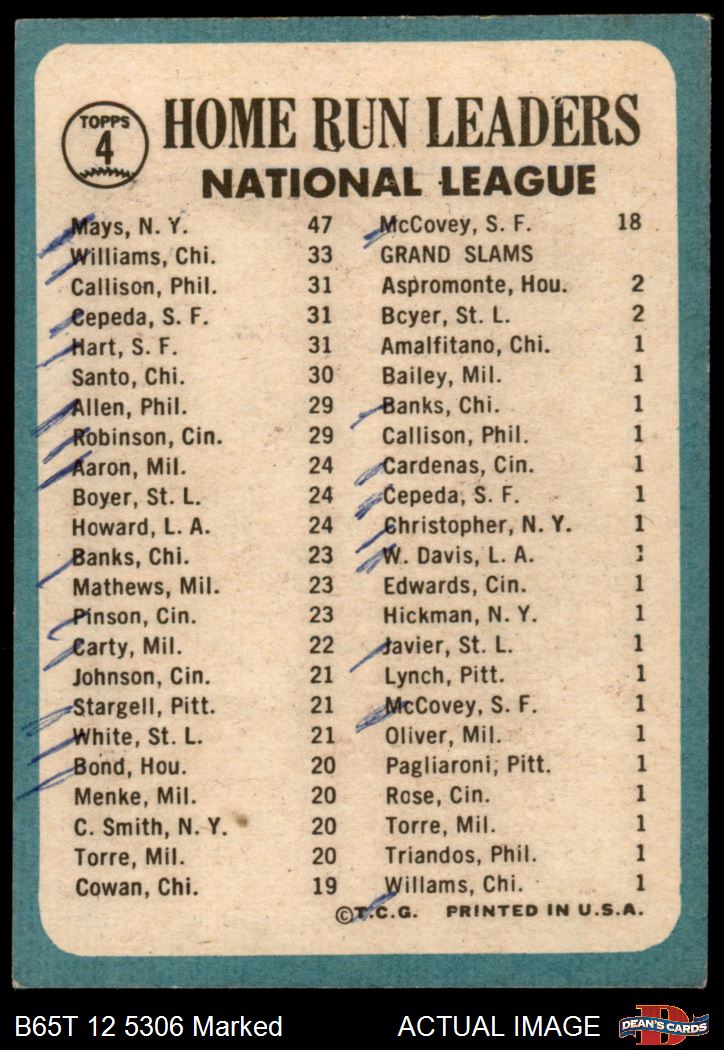 TOPPS
4
HOME RUN LEADERS
NATIONAL LEAGUE
Mays, N. Y. 47
Williams, Chi. 33
Callison, Phil. 31
Cepeda, S. F. 31
Hart, S. F. 31
Santo, Chi. 30
Allen, Phil. 29
Robinson, Cin. 29
Aaron, Mil. 24
Boyer, St. L. 24
Howard, L. A. 24
Banks, Chi. 23
Mathews, Mil. 23
Pinson, Cin. 23
Carty, Mil. 22
Johnson, Cin. 21
Stargell, Pitt. 21
White, St. L. 21
Bond, Hou. 20
Menke, Mil. 20
C. Smith, N. Y. 20
Torre, Mil. 20
Cowan, Chi. 19
McCovey, S. F. 18
GRAND SLAMS
Aspromonte, Hou. 2
Boyer, St. L. 2
Amalfitano, Chi. 1
Bailey, Mil. 1
Banks, Chi. 1
Callison, Phil. 1
Cardenas, Cin. 1
Cepeda, S. F. 1
Christopher, N. Y. 1
W. Davis, L. A. 1
Edwards, Cin. 1
Hickman, N. Y. 1
Javier, St. L. 1
Lynch, Pitt. 1
McCovey, S. F. 1
Oliver, Mil. 1
Pagliaroni, Pitt. 1
Rose, Cin. 1
Torre, Mil. 1
Triandos, Phil. 1
Willams, Chi. 1
©T.C.G. PRINTED IN U.S.A.
B65T 12 5306 Marked
ACTUAL IMAGE
D
DEAN'S CARDS